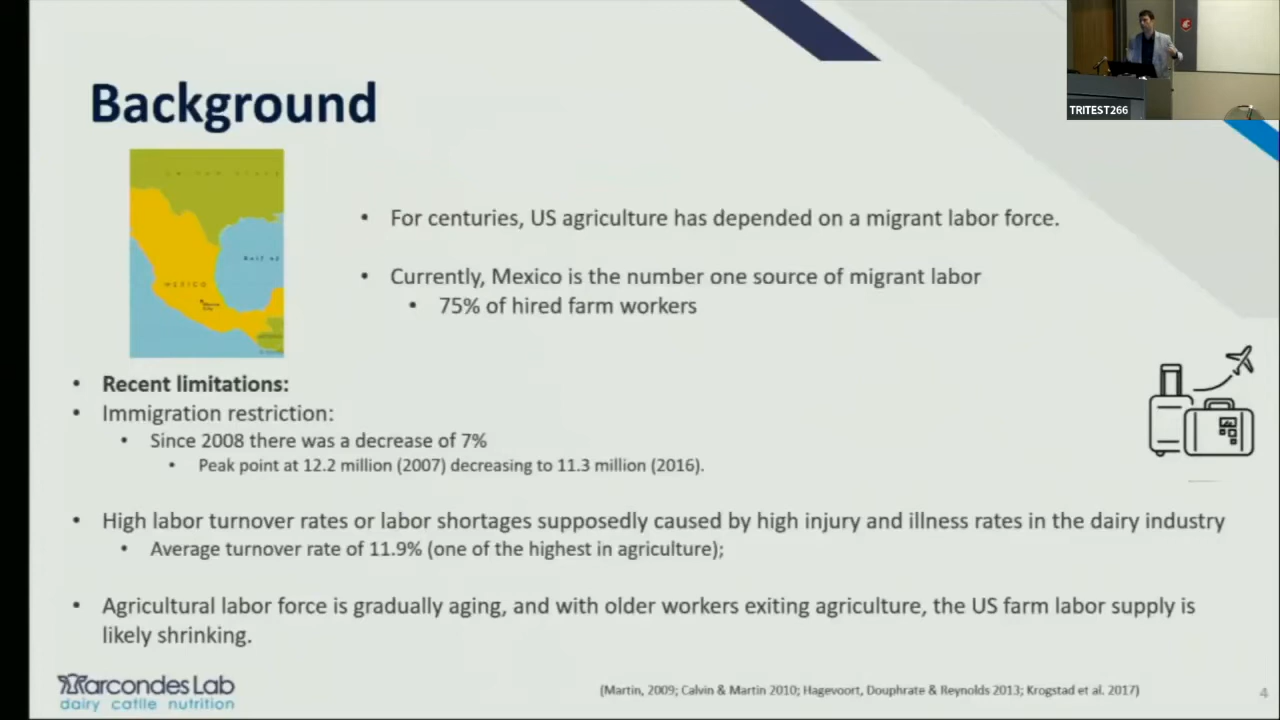 TRITEST266
Background
MEXICO
• For centuries, US agriculture has depended on a migrant labor force.
• Currently, Mexico is the number one source of migrant labor
• 75% of hired farm workers
• Recent limitations:
• Immigration restriction:
• Since 2008 there was a decrease of 7%
• Peak point at 12.2 million (2007) decreasing to 11.3 million (2016).
• High labor turnover rates or labor shortages supposedly caused by high injury and illness rates in the dairy industry
• Average turnover rate of 11.9% (one of the highest in agriculture);
• Agricultural labor force is gradually aging, and with older workers exiting agriculture, the US farm labor supply is
likely shrinking.
Marcondes Lab
dairy cattle nutrition
(Martin, 2009; Calvin & Martin 2010; Hagevoort, Douphrate & Reynolds 2013; Krogstad et al. 2017)
4